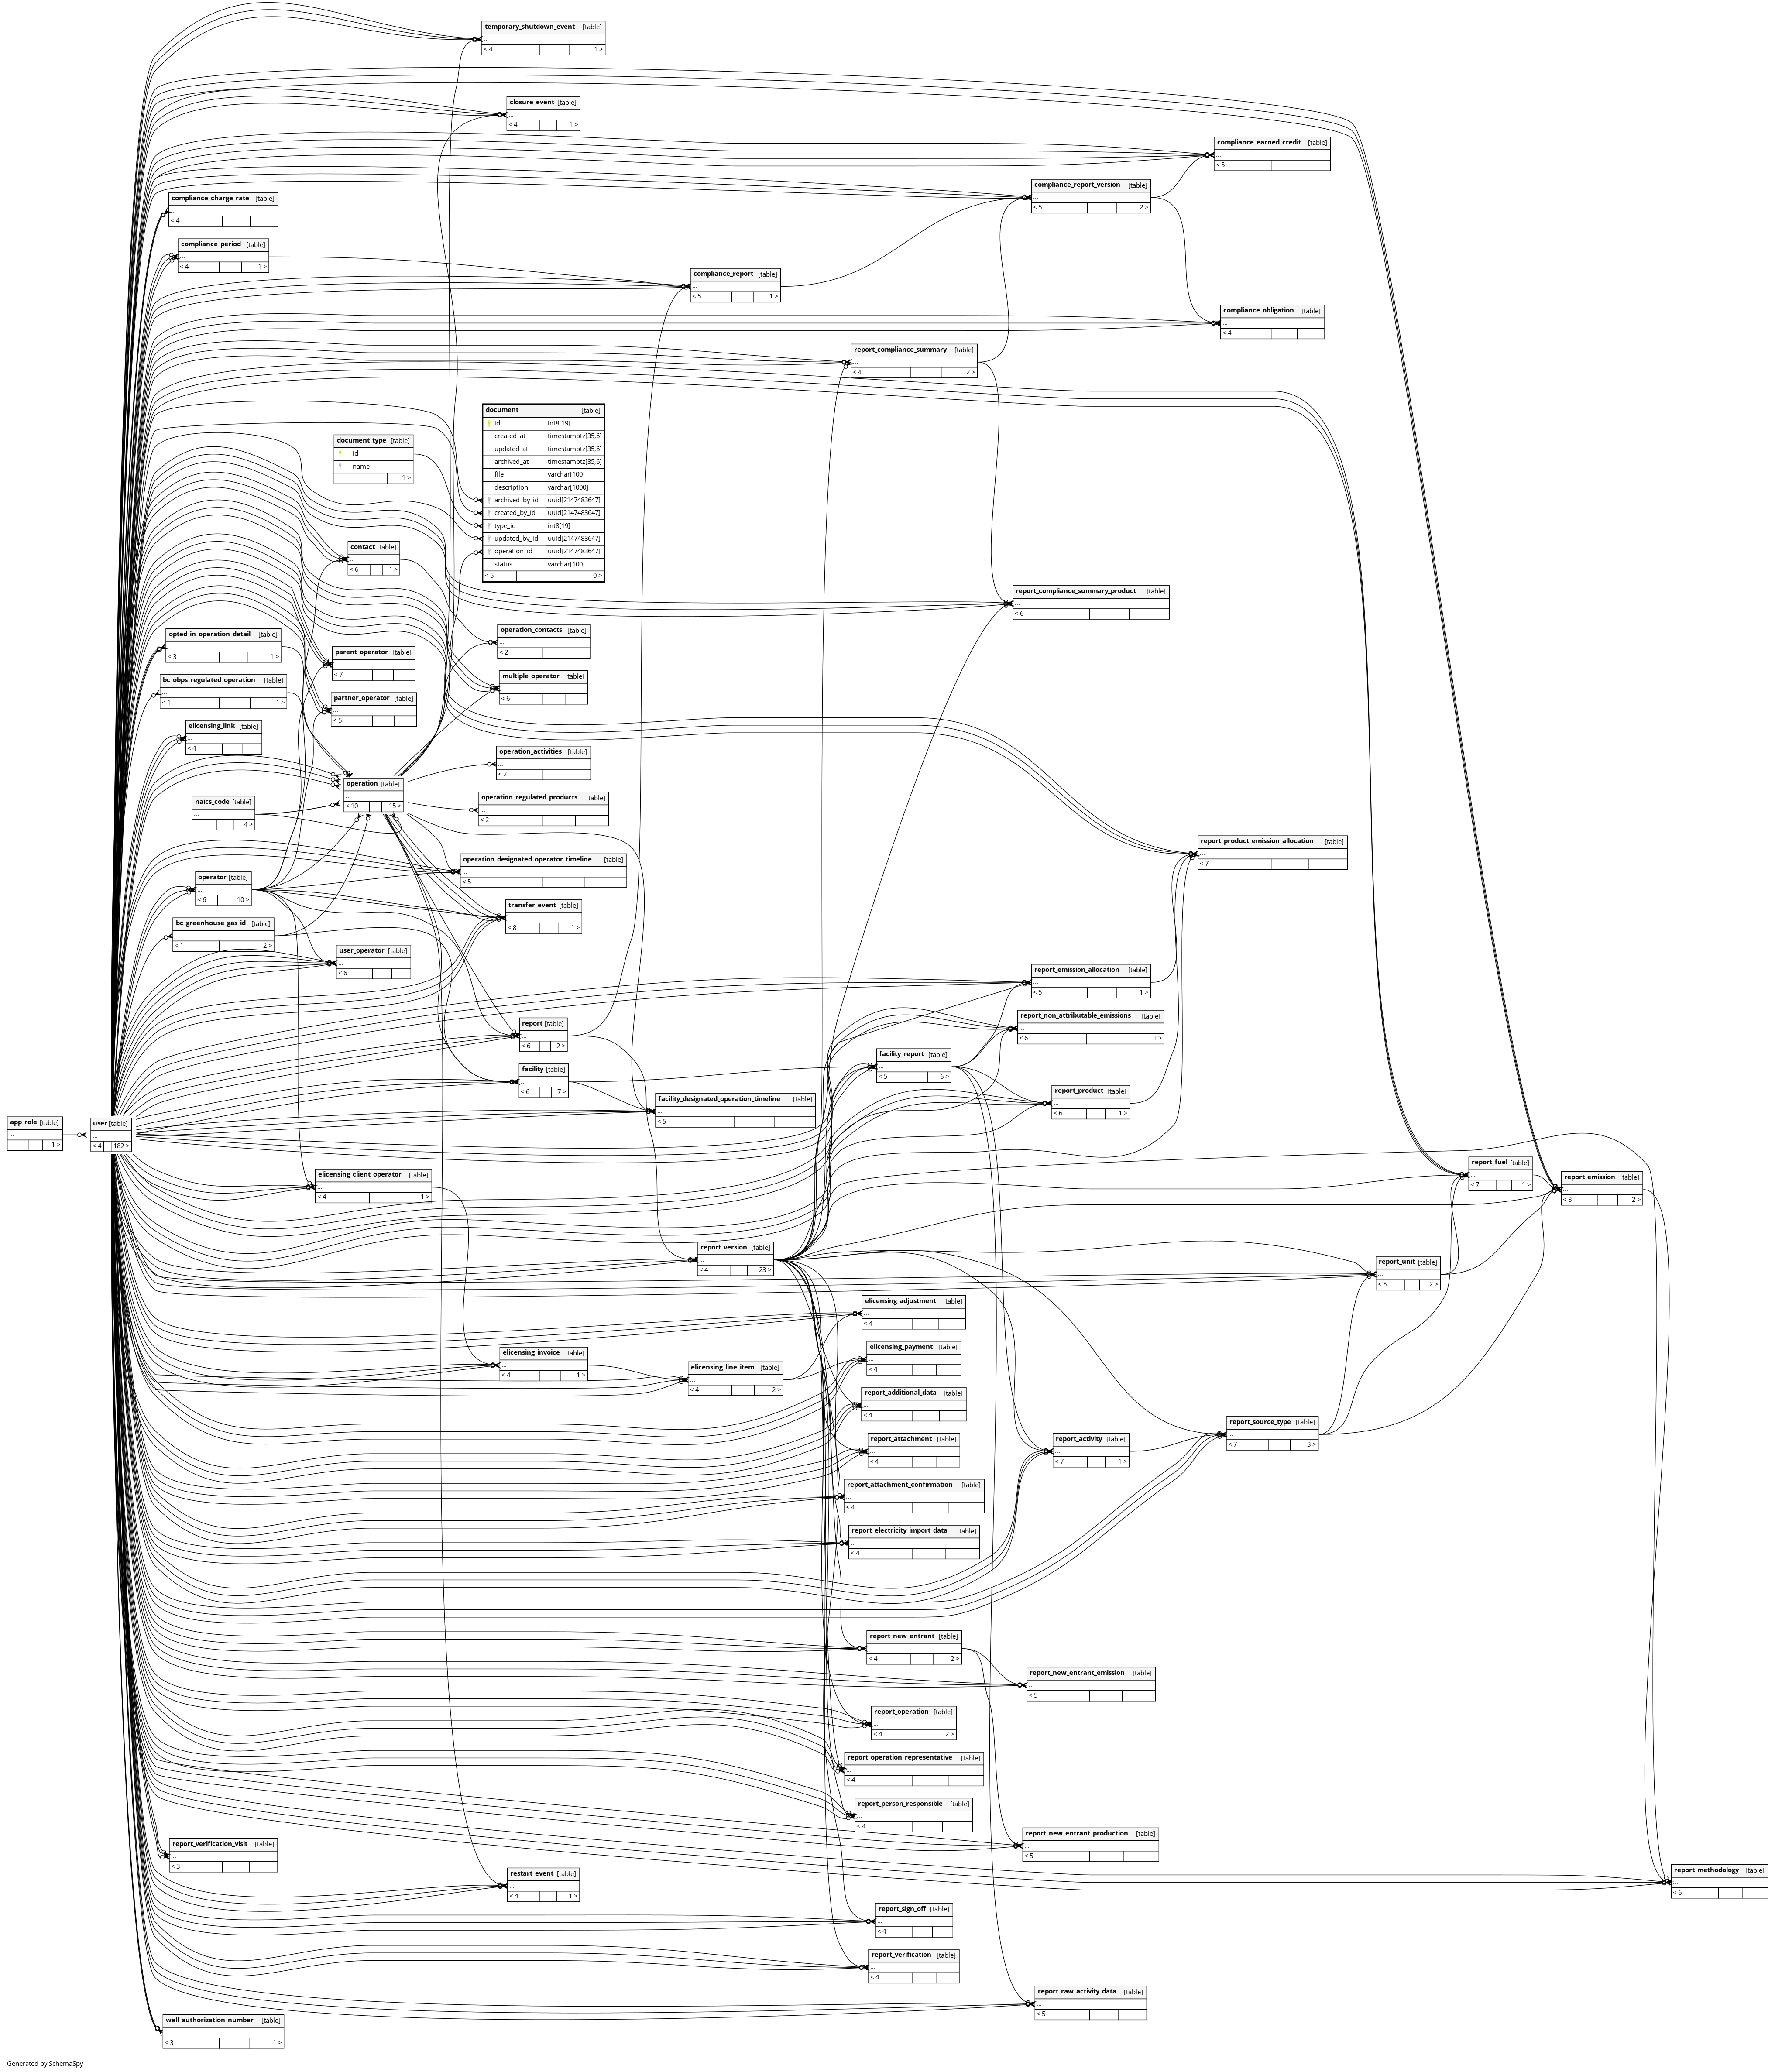 temporary_shutdown_event [table]
...
< 4 1 >
closure_event [table]
...
< 4 1 >
compliance_earned_credit [table]
...
< 5
compliance_report_version [table]
...
< 5 2 >
compliance_charge_rate [table]
...
< 4
compliance_period [table]
...
< 4 1 >
compliance_report [table]
...
< 5 1 >
compliance_obligation [table]
...
< 4
report_compliance_summary [table]
...
< 4 2 >
document [table]
id int8[19]
created_at timestamptz[35,6]
updated_at timestamptz[35,6]
archived_at timestamptz[35,6]
file varchar[100]
description varchar[1000]
archived_by_id uuid[2147483647]
created_by_id uuid[2147483647]
type_id int8[19]
updated_by_id uuid[2147483647]
operation_id uuid[2147483647]
status varchar[100]
< 5 0 >
document_type [table]
id
name
1 >
contact [table]
...
< 6 1 >
report_compliance_summary_product [table]
...
< 6
operation_contacts [table]
...
< 2
opted_in_operation_detail [table]
...
< 3 1 >
parent_operator [table]
...
< 7
multiple_operator [table]
...
< 6
bc_obps_regulated_operation [table]
...
< 1 1 >
partner_operator [table]
...
< 5
elicensing_link [table]
...
< 4
operation_activities [table]
...
< 2
operation [table]
...
< 10 15 >
operation_regulated_products [table]
...
< 2
naics_code [table]
...
4 >
report_product_emission_allocation [table]
...
< 7
operation_designated_operator_timeline [table]
...
< 5
operator [table]
...
< 6 10 >
transfer_event [table]
...
< 8 1 >
bc_greenhouse_gas_id [table]
...
< 1 2 >
user_operator [table]
...
< 6
report_emission_allocation [table]
...
< 5 1 >
report_non_attributable_emissions [table]
...
< 6 1 >
report [table]
...
< 6 2 >
facility_report [table]
...
< 5 6 >
facility [table]
...
< 6 7 >
report_product [table]
...
< 6 1 >
facility_designated_operator_timeline [table]
...
< 5
app_role [table]
...
1 >
user [table]
...
< 4 182 >
elicensing_client_operator [table]
...
< 4 1 >
report_fuel [table]
...
< 7 1 >
report_emission [table]
...
< 8 2 >
report_version [table]
...
< 4 23 >
report_unit [table]
...
< 5 2 >
elicensing_adjustment [table]
...
< 4
elicensing_invoice [table]
...
< 4 1 >
elicensing_payment [table]
...
< 4
elicensing_line_item [table]
...
< 4 2 >
report_additional_data [table]
...
< 4
report_source_type [table]
...
< 7 3 >
report_attachment [table]
...
< 4
report_activity [table]
...
< 7 1 >
report_attachment_confirmation [table]
...
< 4
report_electricity_import_data [table]
...
< 4
report_new_entrant [table]
...
< 4 2 >
report_new_entrant_emission [table]
...
< 5
report_operation [table]
...
< 4 2 >
report_operation_representative [table]
...
< 4
report_person_responsible [table]
...
< 4
report_new_entrant_production [table]
...
< 5
report_verification_visit [table]
...
< 3
restart_event [table]
...
< 4 1 >
report_methodology [table]
...
< 6
report_sign_off [table]
...
< 4
report_verification [table]
...
< 4
report_raw_activity_data [table]
...
< 5
well_authorization_number [table]
...
< 3 1 >
Generated by SchemaSpy